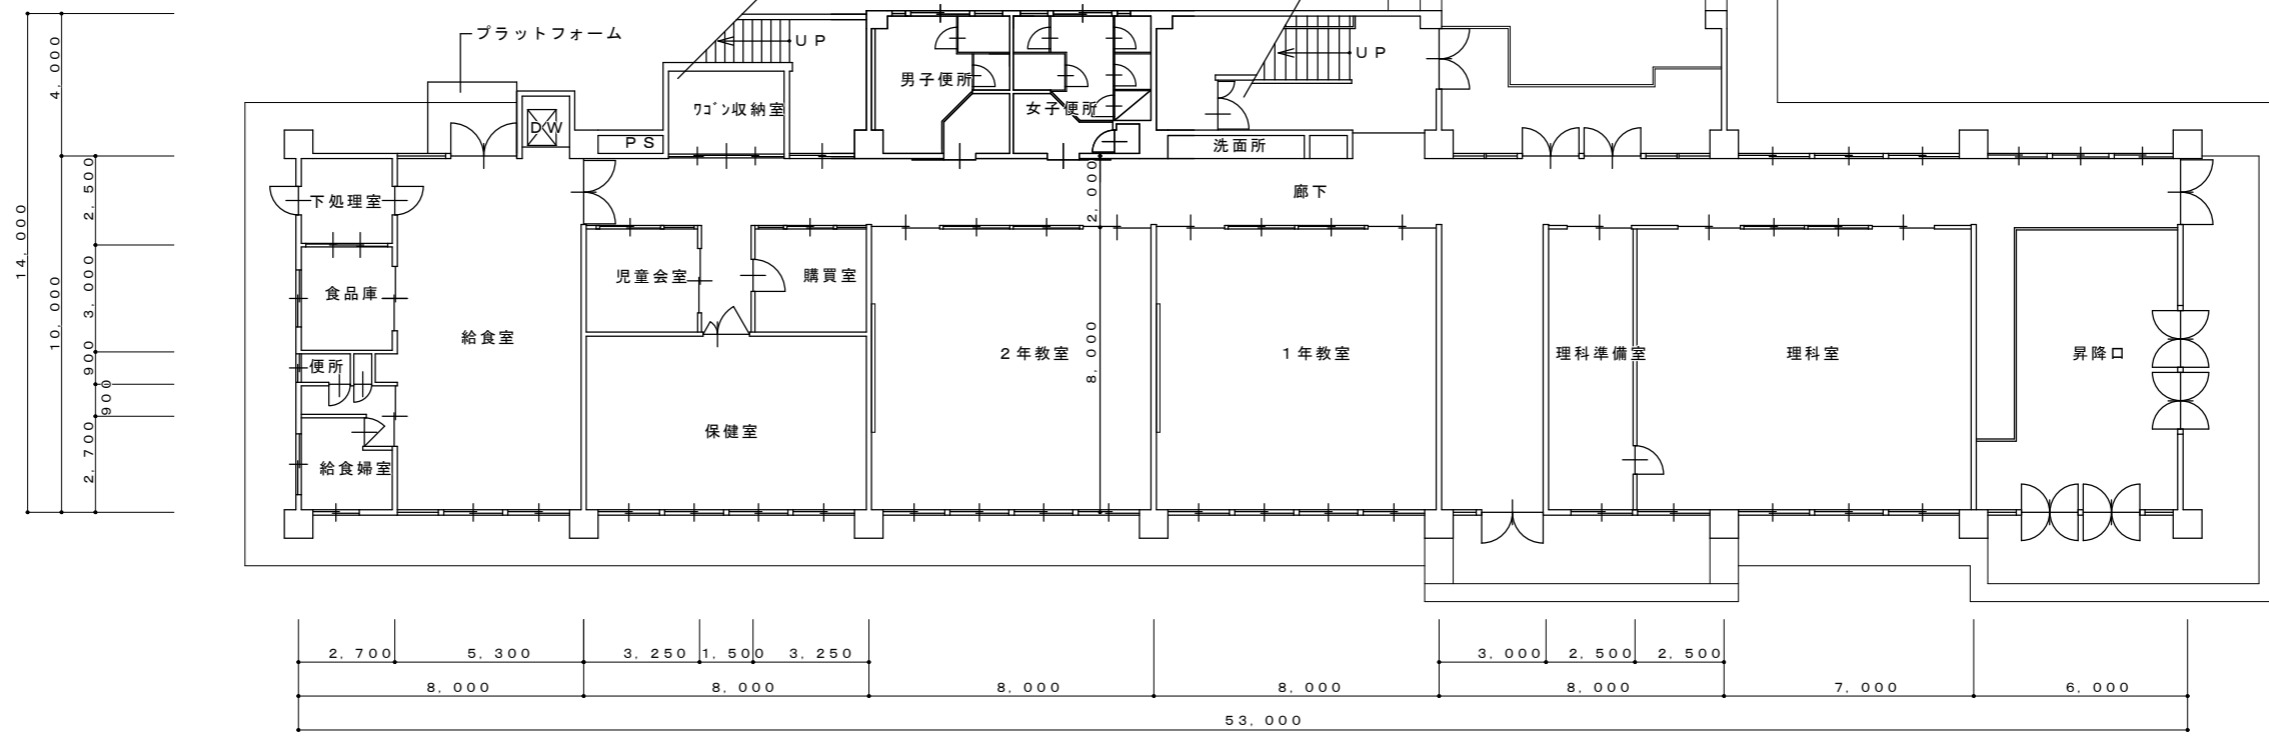 プラットフォーム
UP
UP
男子便所
女子便所
ワゴン収納室
DW
PS
洗面所
廊下
下処理室
食品庫
便所
給食婦室
給食室
児童会室
購買室
保健室
2年教室
1年教室
理科準備室
理科室
昇降口
14,000
4,000
10,000
2,500
3,000
900
900
2,700
2,000
8,000
2,700
5,300
3,250
1,500
3,250
3,000
2,500
2,500
8,000
8,000
8,000
8,000
8,000
7,000
6,000
53,000